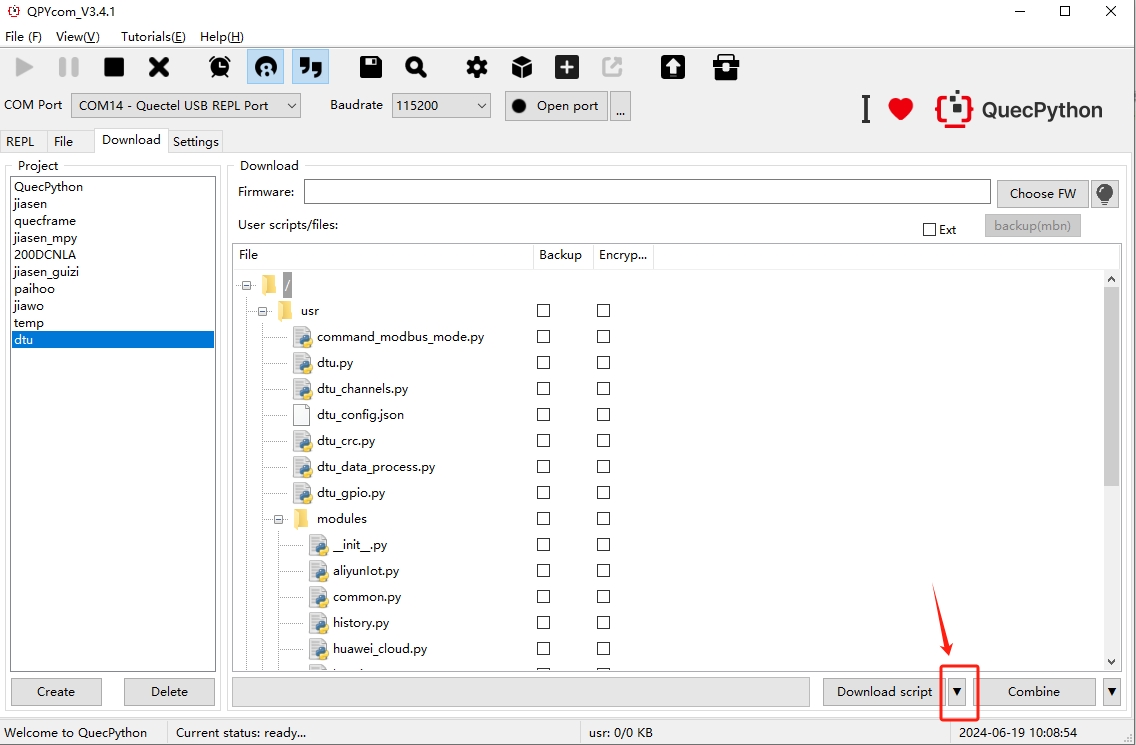 QPYcom_V3.4.1
File (F) View(V) Tutorials(E) Help(H)
COM Port COM14 - Quectel USB REPL Port Baudrate 115200 Open port ... I QuecPython
REPL File Download Settings
Project
QuecPython
jiasen
quecframe
jiasen_mpy
200DCNLA
jiasen_guizi
paihoo
jiawo
temp
dtu
Create Delete
Download
Firmware: Choose FW
User scripts/files: Ext backup(mbn)
File Backup Encryp...
/
usr
command_modbus_mode.py
dtu.py
dtu_channels.py
dtu_config.json
dtu_crc.py
dtu_data_process.py
dtu_gpio.py
modules
__init__.py
aliyunIot.py
common.py
history.py
huawei_cloud.py
Download script Combine
Welcome to QuecPython Current status: ready... usr: 0/0 KB 2024-06-19 10:08:54